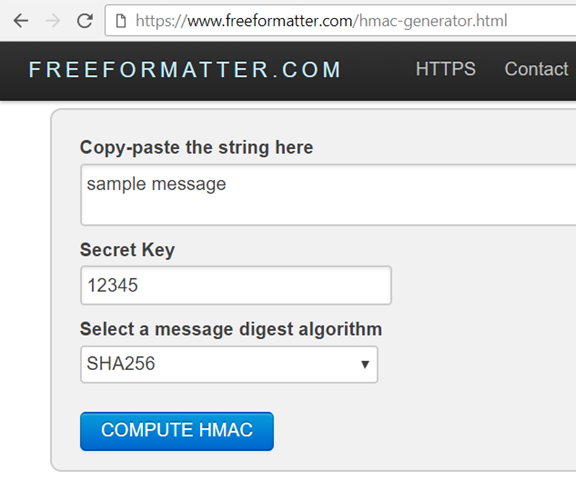 https://www.freeformatter.com/hmac-generator.html
FREEFORMATTER.COM HTTPS Contact
Copy-paste the string here
sample message
Secret Key
12345
Select a message digest algorithm
SHA256
COMPUTE HMAC